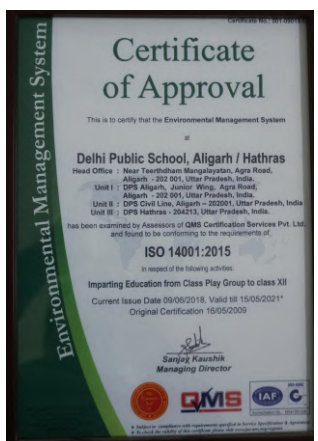 Certificate No.
Environmental Management System
Certificate
of Approval
This is to certify that the Environmental Management System
at
Delhi Public School, Aligarh / Hathras
Head Office : Near Teerthdham Mangalayatan, Agra Road,
Aligarh - 202 001, Uttar Pradesh, India.
Unit I : DPS Aligarh, Junior Wing, Agra Road,
Aligarh - 202 001, Uttar Pradesh, India.
Unit II : DPS Civil Line, Aligarh – 202001, Uttar Pradesh, India
Unit III : DPS Hathras - 204213, Uttar Pradesh, India.
has been examined by Assessors of QMS Certification Services Pvt. Ltd.
and found to be conforming to the requirements of
ISO 14001:2015
in respect of the following activities
Imparting Education from Class Play Group to class XII
Current Issue Date 09/06/2018, Valid till 15/05/2021*
Original Certification 16/05/2009
Sanjay Kaushik
Managing Director
QMS
IAF